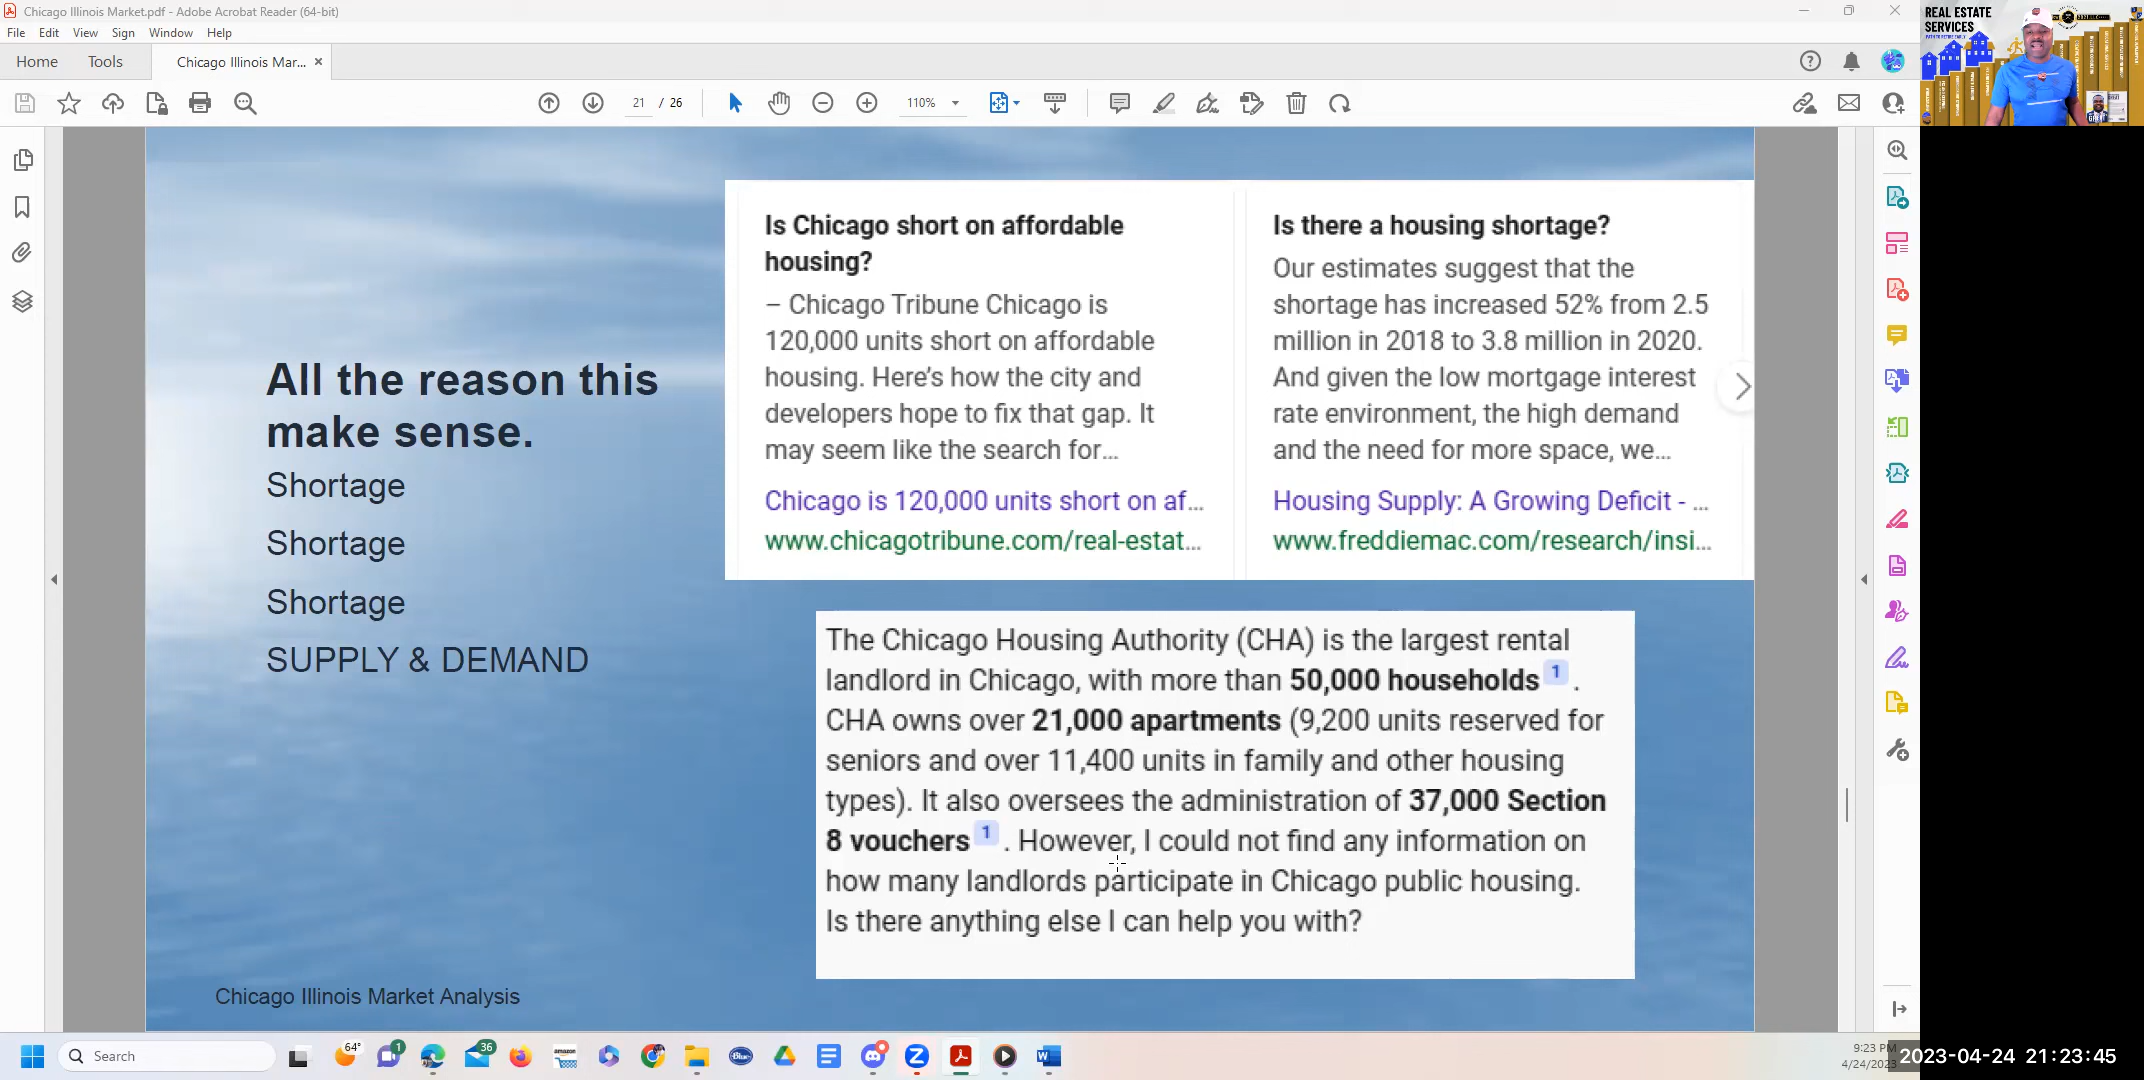 Chicago Illinois Market.pdf - Adobe Acrobat Reader (64-bit)
File Edit View Sign Window Help
Home Tools Chicago Illinois Mar... ×
21 / 26 110%
REAL ESTATE
SERVICES
All the reason this
make sense.
Shortage
Shortage
Shortage
SUPPLY & DEMAND
Is Chicago short on affordable
housing?
– Chicago Tribune Chicago is
120,000 units short on affordable
housing. Here's how the city and
developers hope to fix that gap. It
may seem like the search for...
Chicago is 120,000 units short on af...
www.chicagotribune.com/real-estat...
Is there a housing shortage?
Our estimates suggest that the
shortage has increased 52% from 2.5
million in 2018 to 3.8 million in 2020.
And given the low mortgage interest
rate environment, the high demand
and the need for more space, we...
Housing Supply: A Growing Deficit - ...
www.freddiemac.com/research/insi...
The Chicago Housing Authority (CHA) is the largest rental
landlord in Chicago, with more than 50,000 households 1 .
CHA owns over 21,000 apartments (9,200 units reserved for
seniors and over 11,400 units in family and other housing
types). It also oversees the administration of 37,000 Section
8 vouchers 1 . However, I could not find any information on
how many landlords participate in Chicago public housing.
Is there anything else I can help you with?
Chicago Illinois Market Analysis
Search
64°
1
36
amazon
9:23 PM
4/24/2023
2023-04-24 21:23:45